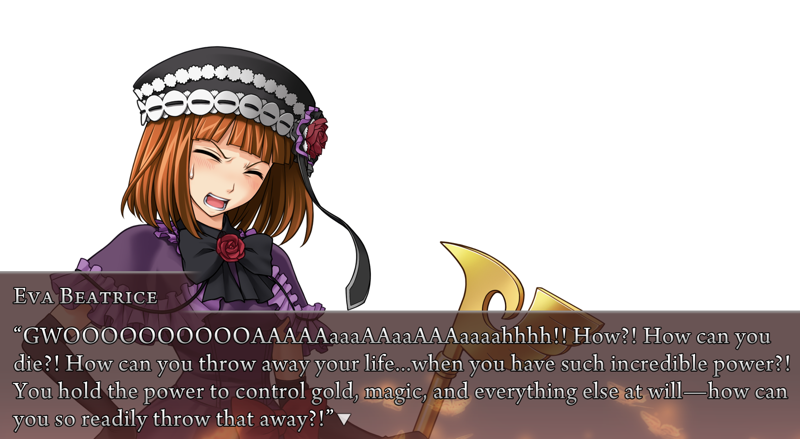 Eva Beatrice
“GWOOOOOOOOOOAAAAAaaaAAaaAAAaaaahhhh!! How?! How can you
die?! How can you throw away your life...when you have such incredible power?!
You hold the power to control gold, magic, and everything else at will—how can
you so readily throw that away?!”▼